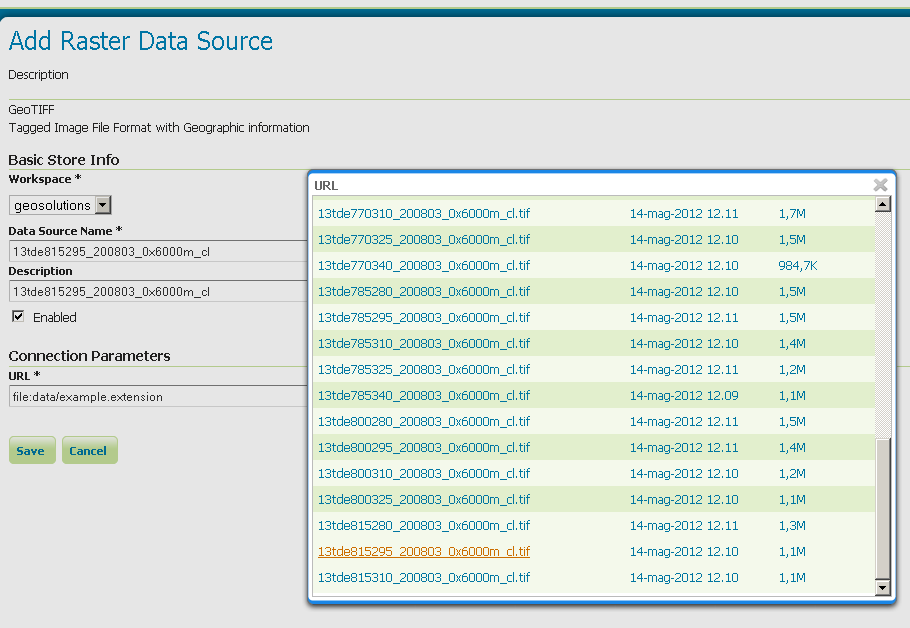 Add Raster Data Source
Description
GeoTIFF
Tagged Image File Format with Geographic information
Basic Store Info
Workspace *
geosolutions
Data Source Name *
13tde815295_200803_0x6000m_cl
Description
13tde815295_200803_0x6000m_cl
Enabled
Connection Parameters
URL *
file:data/example.extension
Save Cancel
URL
13tde770310_200803_0x6000m_cl.tif 14-mag-2012 12.11 1,7M
13tde770325_200803_0x6000m_cl.tif 14-mag-2012 12.10 1,5M
13tde770340_200803_0x6000m_cl.tif 14-mag-2012 12.10 984,7K
13tde785280_200803_0x6000m_cl.tif 14-mag-2012 12.10 1,5M
13tde785295_200803_0x6000m_cl.tif 14-mag-2012 12.11 1,5M
13tde785310_200803_0x6000m_cl.tif 14-mag-2012 12.10 1,4M
13tde785325_200803_0x6000m_cl.tif 14-mag-2012 12.11 1,2M
13tde785340_200803_0x6000m_cl.tif 14-mag-2012 12.09 1,1M
13tde800280_200803_0x6000m_cl.tif 14-mag-2012 12.11 1,5M
13tde800295_200803_0x6000m_cl.tif 14-mag-2012 12.11 1,4M
13tde800310_200803_0x6000m_cl.tif 14-mag-2012 12.10 1,2M
13tde800325_200803_0x6000m_cl.tif 14-mag-2012 12.10 1,1M
13tde815280_200803_0x6000m_cl.tif 14-mag-2012 12.11 1,3M
13tde815295_200803_0x6000m_cl.tif 14-mag-2012 12.10 1,1M
13tde815310_200803_0x6000m_cl.tif 14-mag-2012 12.10 1,1M